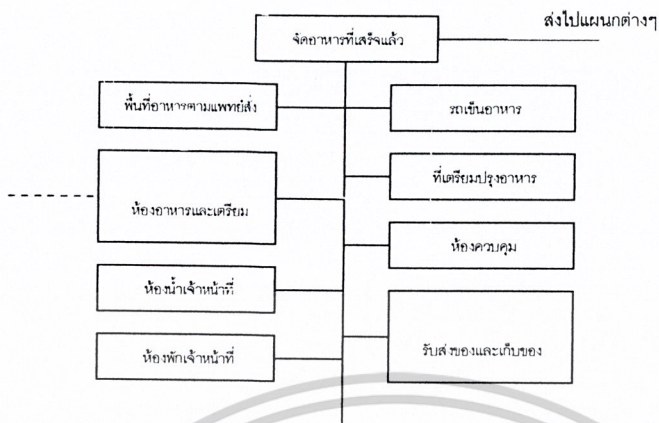 ส่งไปแผนกต่างๆ
จัดอาหารที่เสร็จแล้ว
พื้นที่อาหารตามแพทย์สั่ง
รถเข็นอาหาร
ที่เตรียมปรุงอาหาร
ห้องอาหารและเตรียม
ห้องควบคุม
ห้องน้ำเจ้าหน้าที่
รับส่งของและเก็บของ
ห้องพักเจ้าหน้าที่